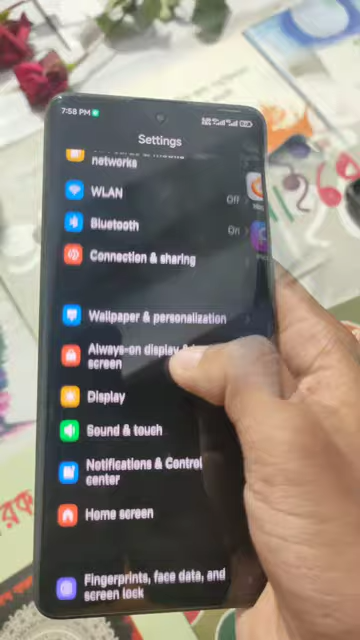 7:58 PM
Settings
networks
WLAN
Off
Bluetooth
On
Connection & sharing
Wallpaper & personalization
Always-on display &
screen
Display
Sound & touch
Notifications & Control
center
Home screen
Fingerprints, face data, and
screen lock